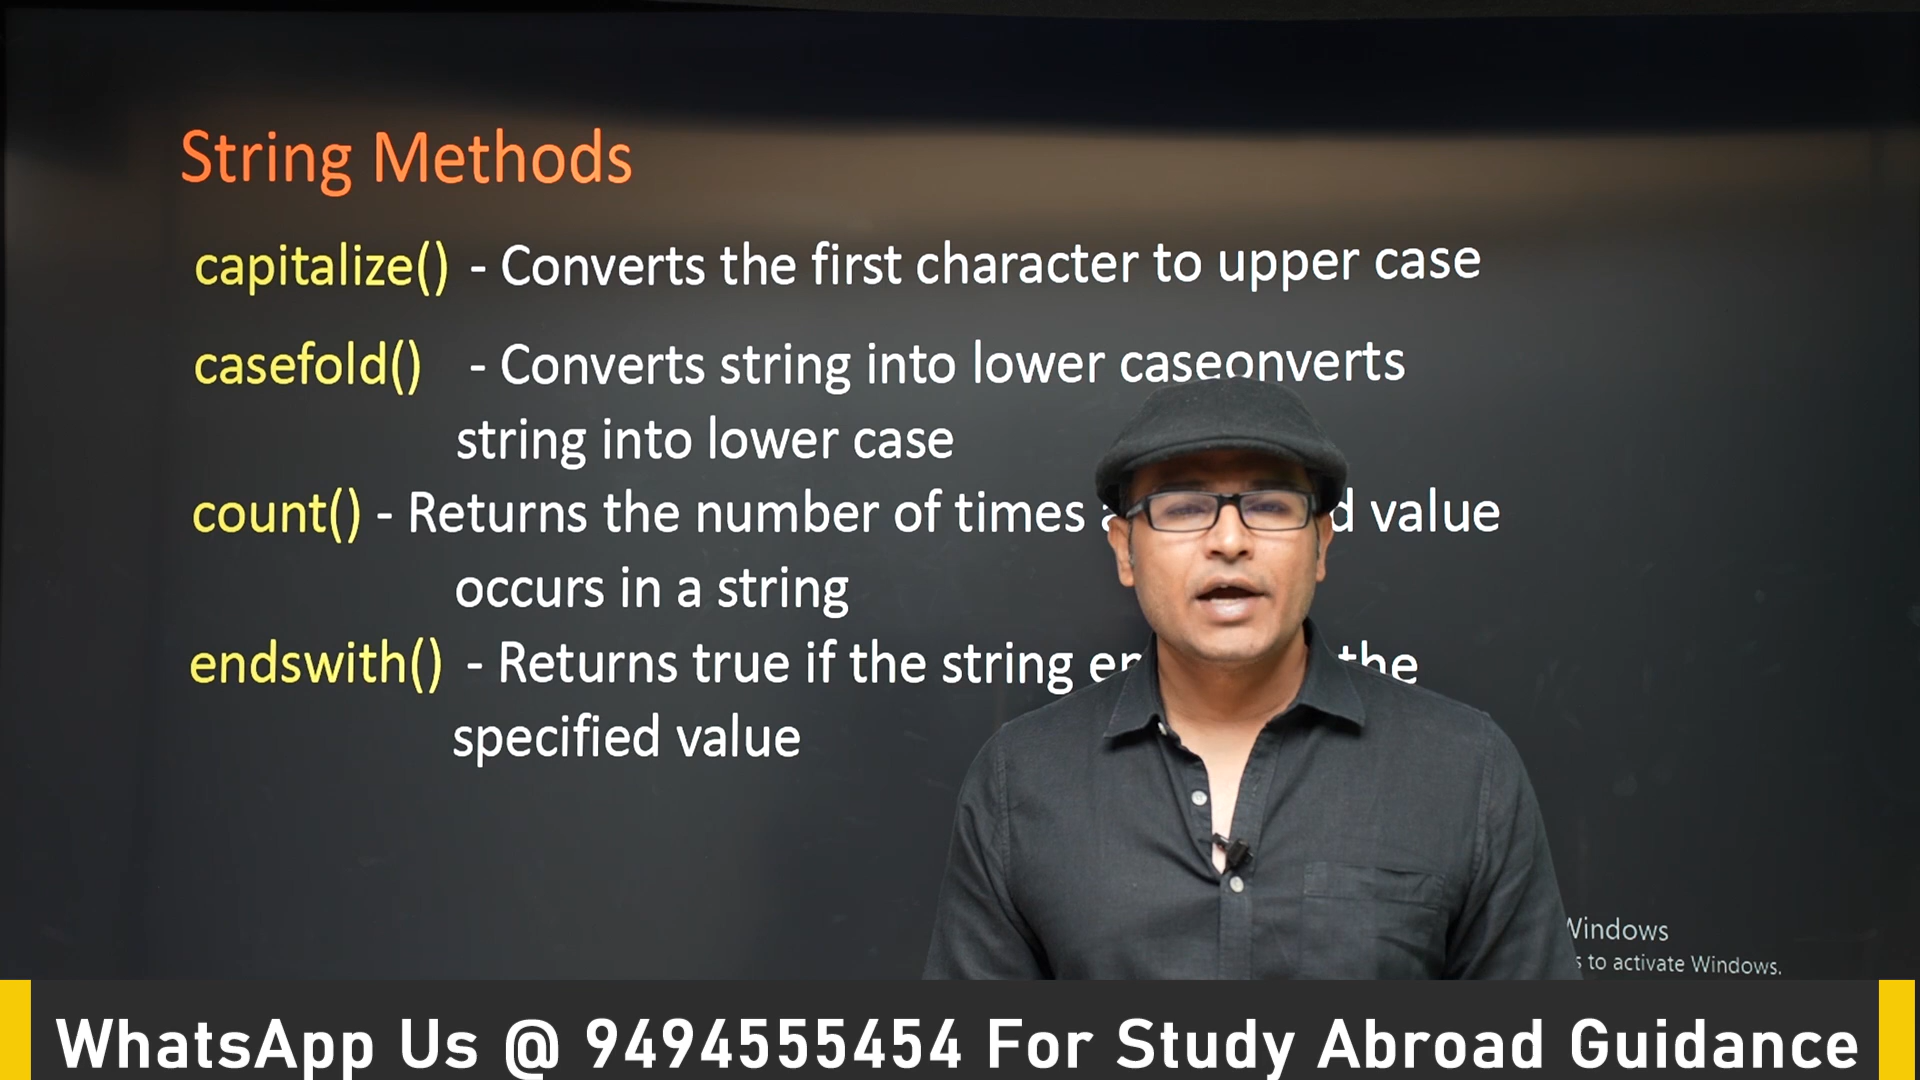 String Methods
capitalize() - Converts the first character to upper case
casefold() - Converts string into lower caseonverts
string into lower case
count() - Returns the number of times value
occurs in a string
endswith() - Returns true if the string the
specified value
Windows
to activate Windows.
WhatsApp Us @ 9494555454 For Study Abroad Guidance